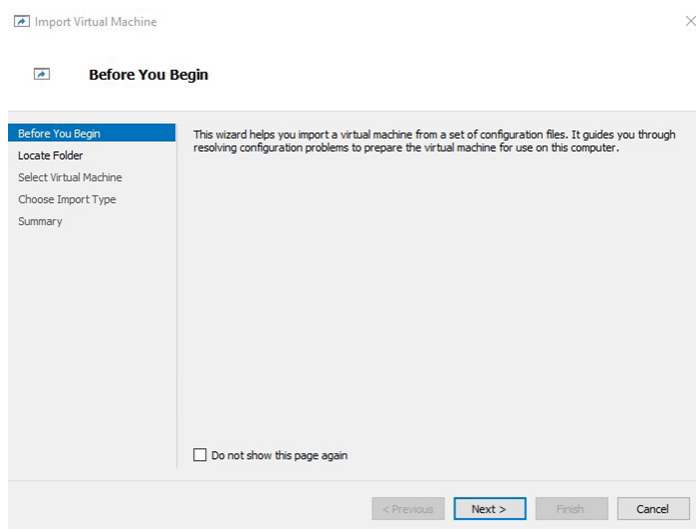 Import Virtual Machine
Before You Begin
Before You Begin
Locate Folder
Select Virtual Machine
Choose Import Type
Summary
This wizard helps you import a virtual machine from a set of configuration files. It guides you through
resolving configuration problems to prepare the virtual machine for use on this computer.
Do not show this page again
< Previous
Next >
Finish
Cancel